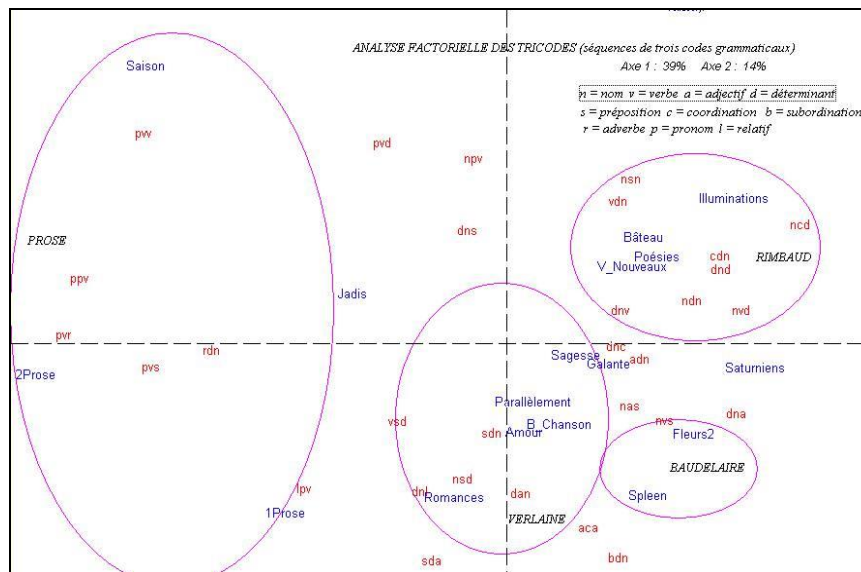 ANALYSE FACTORIELLE DES TRICODES (séquences de trois codes grammaticaux)
Axe 1 : 39% Axe 2 : 14%
n = nom v = verbe a = adjectif d = déterminant
s = préposition c = coordination b = subordination
r = adverbe p = pronom l = relatif
Saison
pvv
pvd
npv
nsn
vdn
Illuminations
ncd
dns
PROSE
Bâteau
Poésies
cdn
RIMBAUD
V_Nouveaux
dnd
ppv
Jadis
ndn
dnv
nvd
pvr
rdn
dnc
2Prose
pvs
Sagesse
Galante
adn
Saturniens
Parallèlement
nas
dna
vsd
B_Chanson
nvs
sdn
Amour
Fleurs2
BAUDELAIRE
nsd
lpv
dnl
Romances
dan
Spleen
1Prose
VERLAINE
aca
sda
bdn